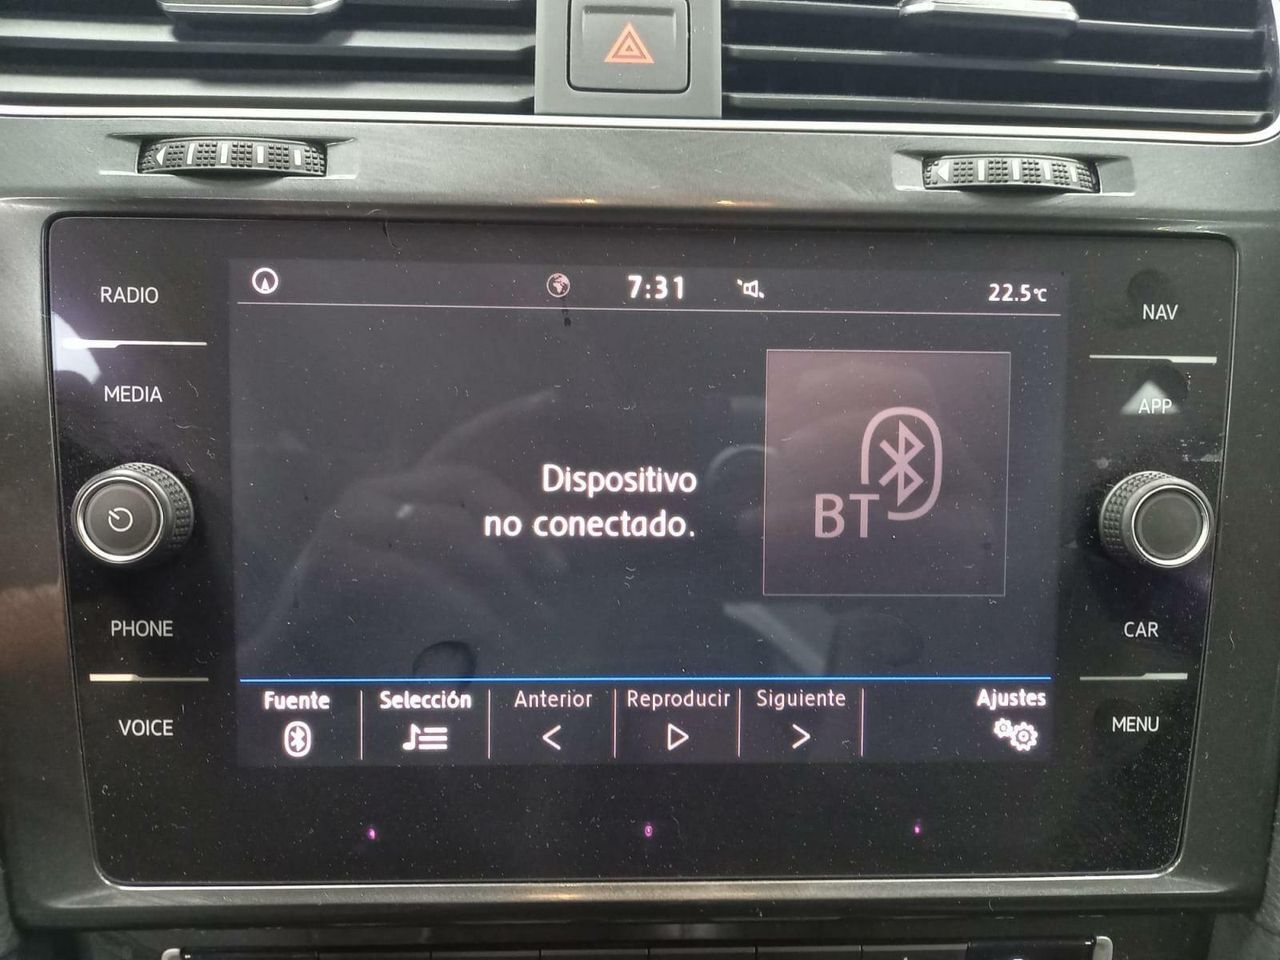 RADIO
MEDIA
PHONE
VOICE
7:31
22.5°C
Dispositivo
no conectado.
BT
Fuente
Selección
Anterior
Reproducir
Siguiente
Ajustes
NAV
APP
CAR
MENU